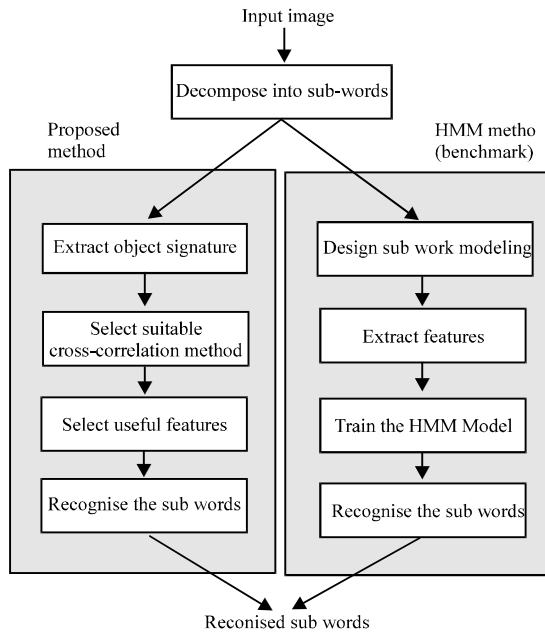 Input image
Decompose into sub-words
Proposed
method
HMM metho
(benchmark)
Extract object signature
Select suitable
cross-correlation method
Select useful features
Recognise the sub words
Design sub work modeling
Extract features
Train the HMM Model
Recognise the sub words
Reconised sub words